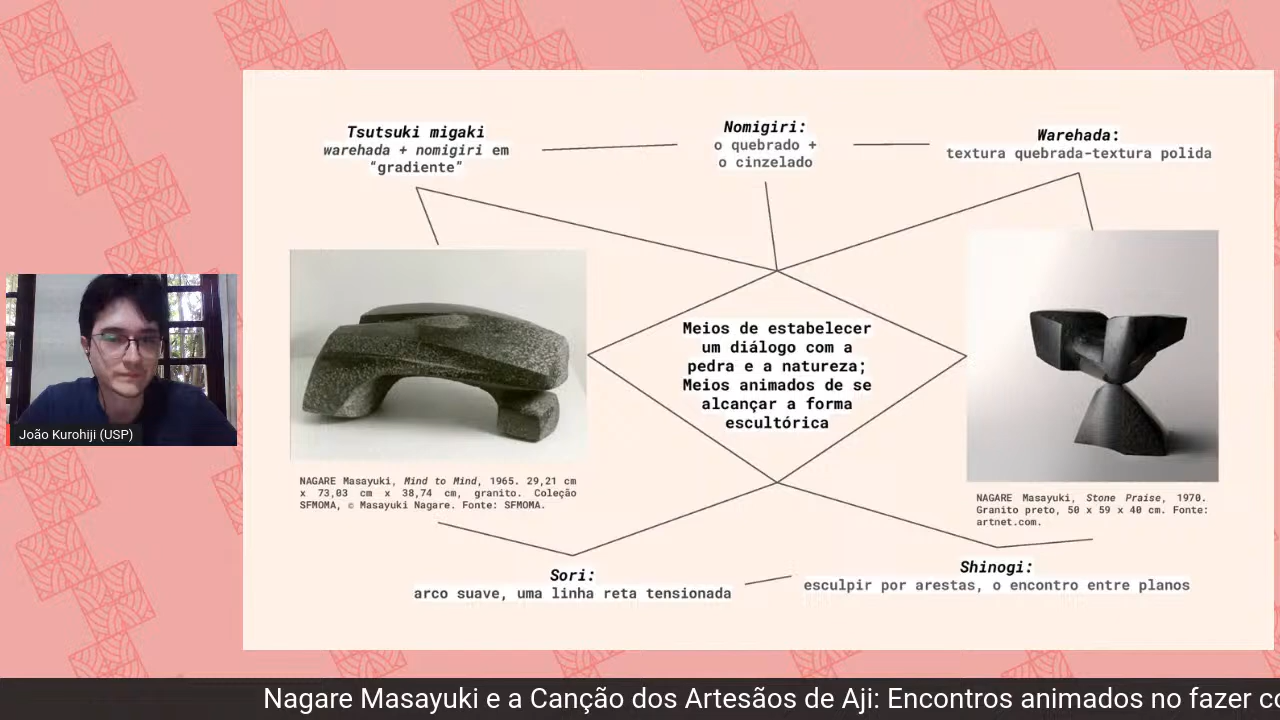 Tsutsuki migaki
warehada + nomigiri em
“gradiente”
Nomigiri:
o quebrado +
o cinzelado
Warehada:
textura quebrada-textura polida
Meios de estabelecer
um diálogo com a
pedra e a natureza;
Meios animados de se
alcançar a forma
escultórica
João Kurohiji (USP)
NAGARE Masayuki, Mind to Mind, 1965. 29,21 cm
x 73,03 cm x 38,74 cm, granito. Coleção
SFMOMA, © Masayuki Nagare. Fonte: SFMOMA.
NAGARE Masayuki, Stone Praise, 1970.
Granito preto, 50 x 59 x 40 cm. Fonte:
artnet.com.
Sori:
arco suave, uma linha reta tensionada
Shinogi:
esculpir por arestas, o encontro entre planos
Nagare Masayuki e a Canção dos Artesãos de Aji: Encontros animados no fazer